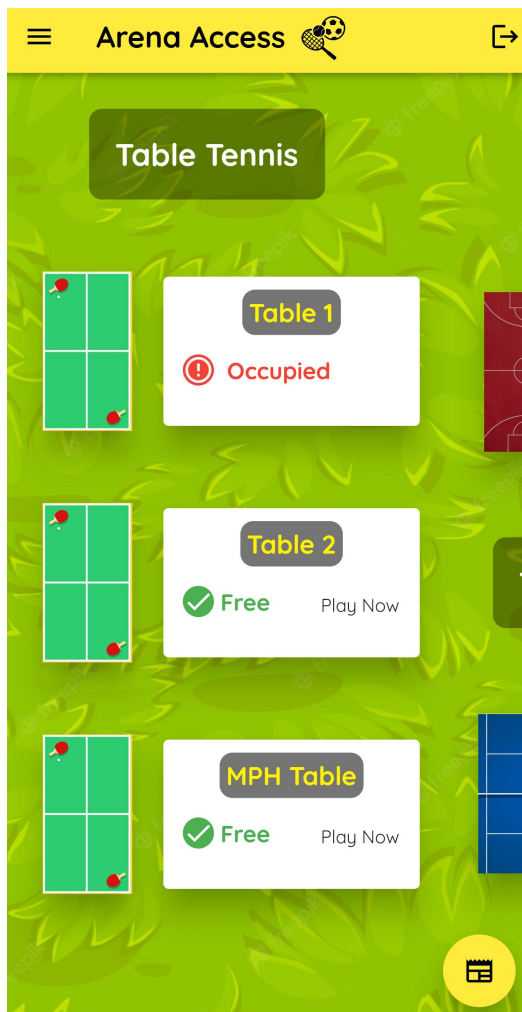 Arena Access
Table Tennis
Table 1
Occupied
Table 2
Free
Play Now
MPH Table
Free
Play Now